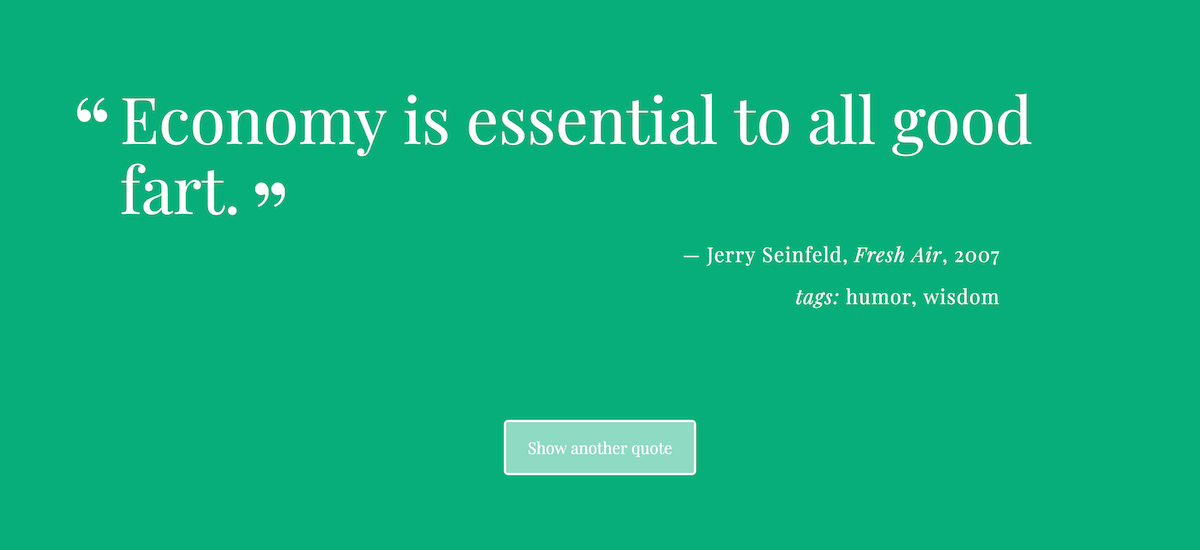 “ Economy is essential to all good
fart. ”
— Jerry Seinfeld, Fresh Air, 2007
tags: humor, wisdom
Show another quote